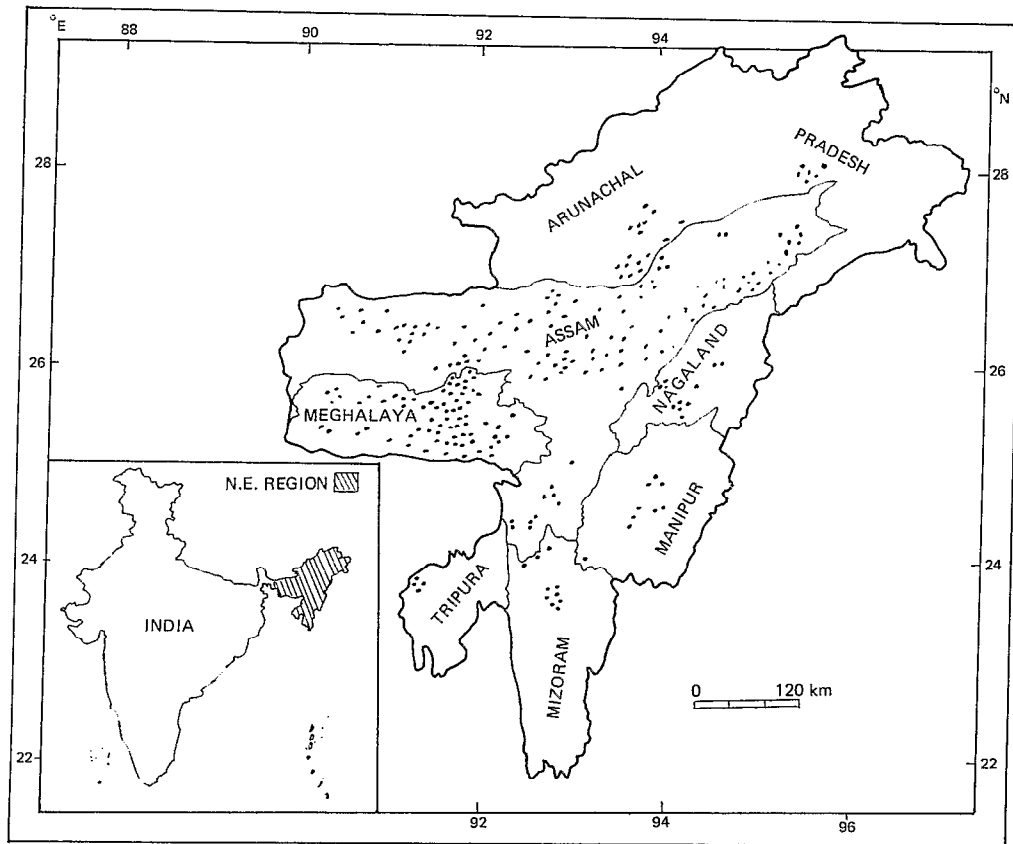 °E
88
90
92
94
°N
28
28
26
26
24
24
22
22
92
94
96
ARUNACHAL
PRADESH
ASSAM
NAGALAND
MEGHALAYA
MANIPUR
TRIPURA
MIZORAM
0 120 km
N.E. REGION
INDIA